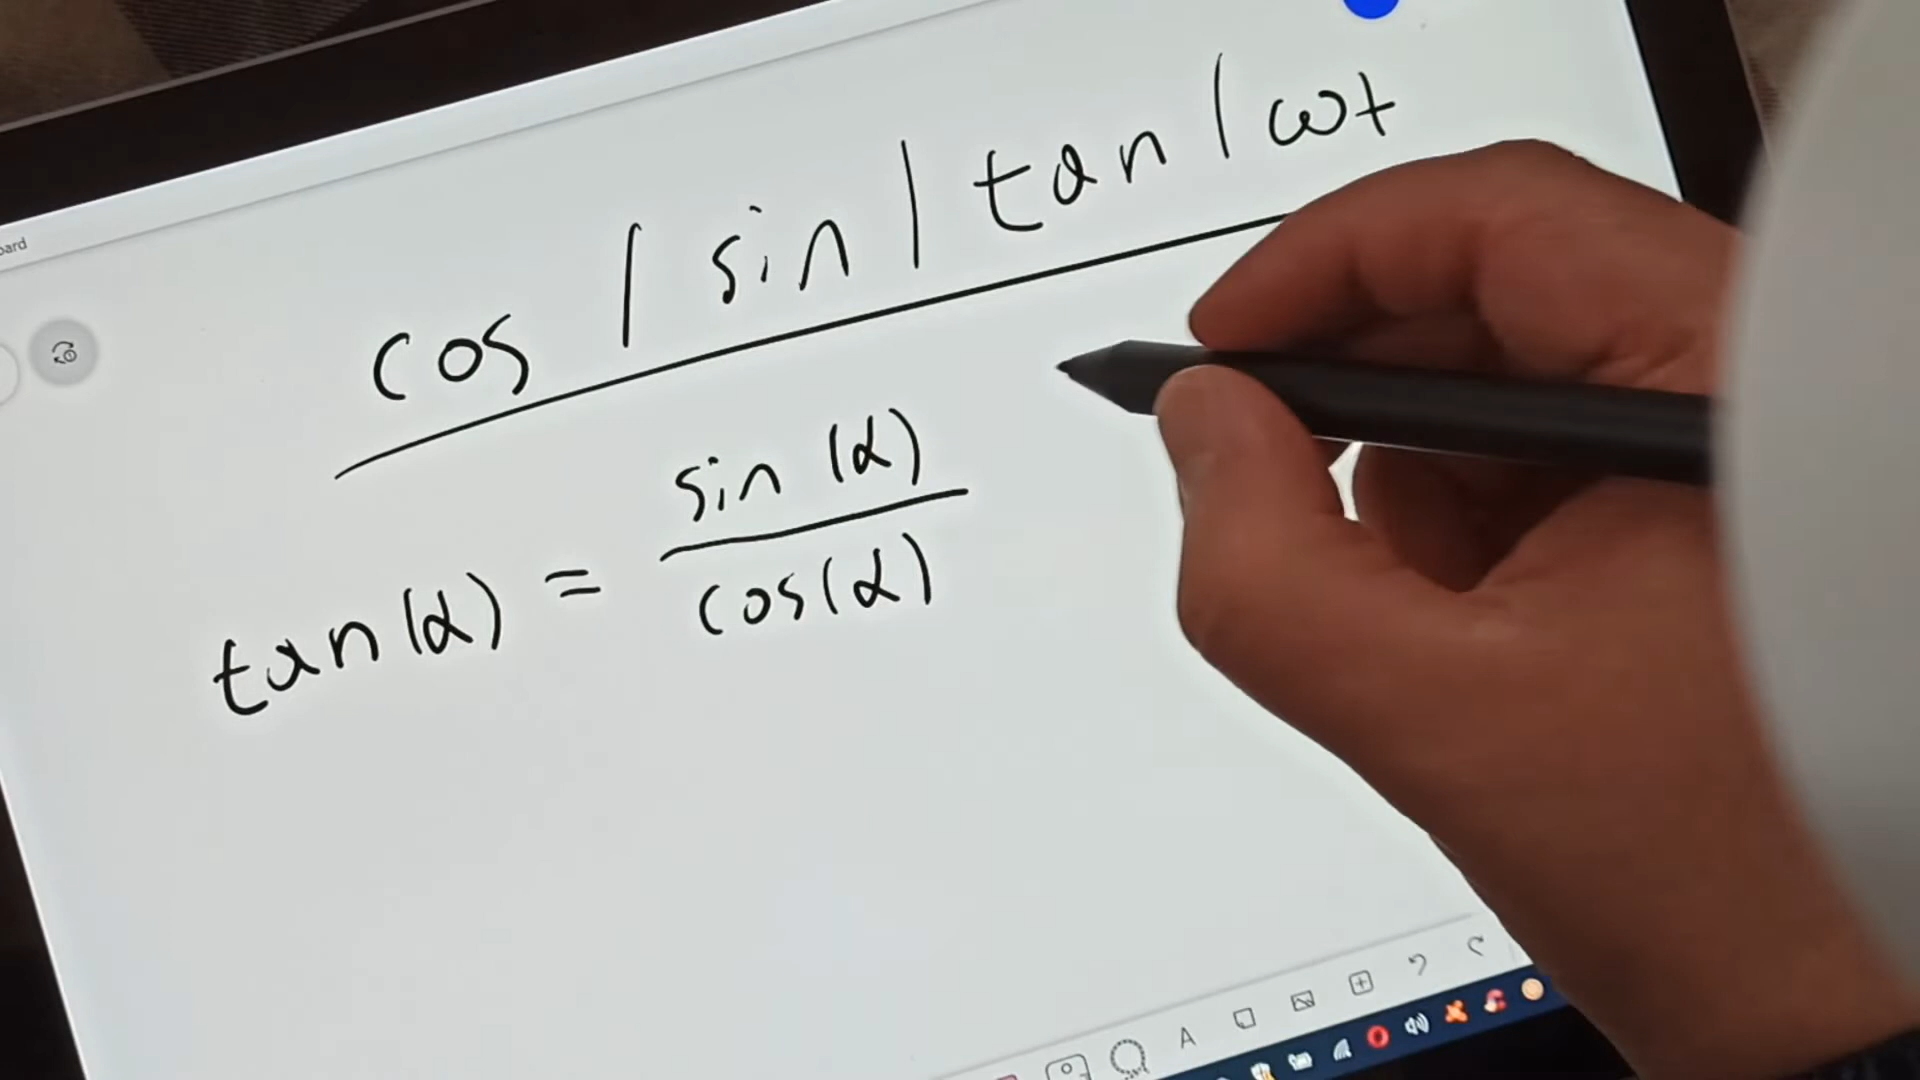 cos / sin / tan / cot
tan(α) = sin(α) / cos(α)